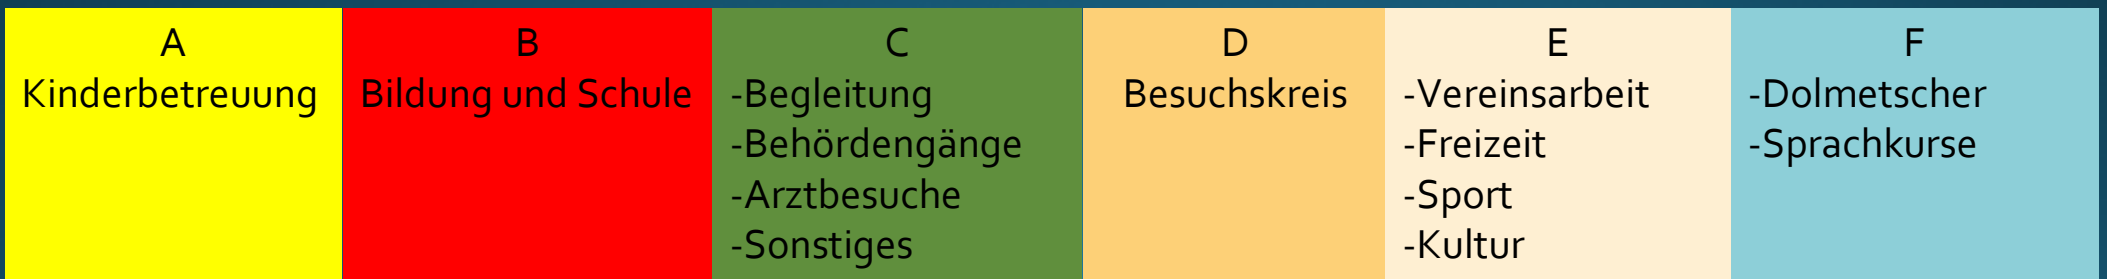 A
Kinderbetreuung
B
Bildung und Schule
C
-Begleitung
-Behördengänge
-Arztbesuche
-Sonstiges
D
Besuchskreis
E
-Vereinsarbeit
-Freizeit
-Sport
-Kultur
F
-Dolmetscher
-Sprachkurse